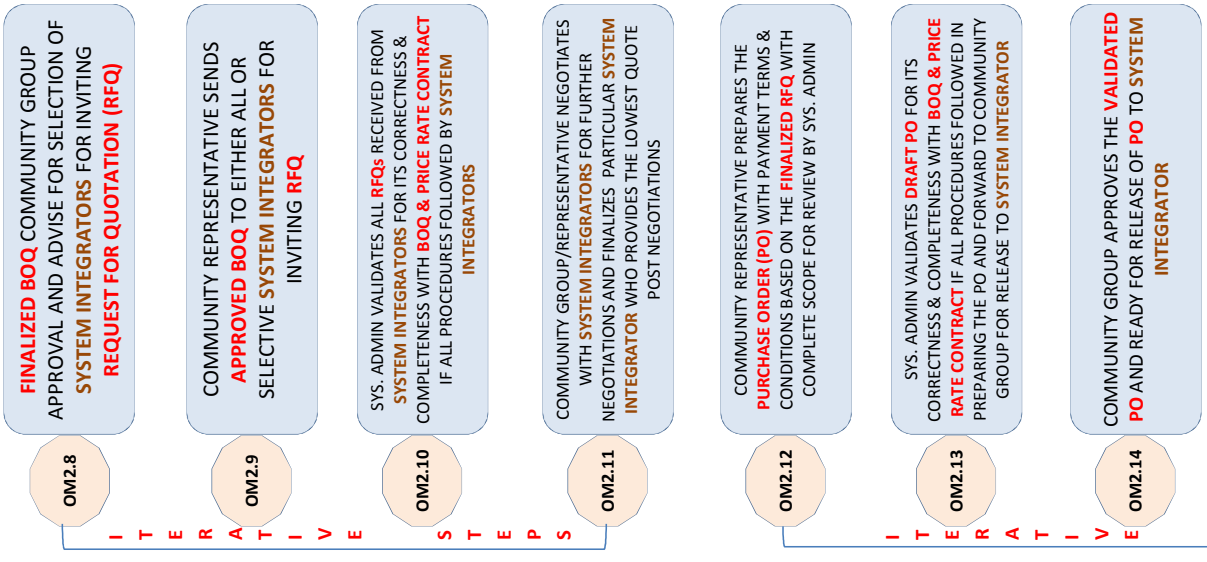 OM2.8
FINALIZED BOQ COMMUNITY GROUP
APPROVAL AND ADVISE FOR SELECTION OF
SYSTEM INTEGRATORS FOR INVITING
REQUEST FOR QUOTATION (RFQ)
OM2.9
COMMUNITY REPRESENTATIVE SENDS
APPROVED BOQ TO EITHER ALL OR
SELECTIVE SYSTEM INTEGRATORS FOR
INVITING RFQ
OM2.10
SYS. ADMIN VALIDATES ALL RFQs RECEIVED FROM
SYSTEM INTEGRATORS FOR ITS CORRECTNESS &
COMPLETENESS WITH BOQ & PRICE RATE CONTRACT
IF ALL PROCEDURES FOLLOWED BY SYSTEM
INTEGRATORS
OM2.11
COMMUNITY GROUP/REPRESENTATIVE NEGOTIATES
WITH SYSTEM INTEGRATORS FOR FURTHER
NEGOTIATIONS AND FINALIZES PARTICULAR SYSTEM
INTEGRATOR WHO PROVIDES THE LOWEST QUOTE
POST NEGOTIATIONS
ITERATIVE STEPS
OM2.12
COMMUNITY REPRESENTATIVE PREPARES THE
PURCHASE ORDER (PO) WITH PAYMENT TERMS &
CONDITIONS BASED ON THE FINALIZED RFQ WITH
COMPLETE SCOPE FOR REVIEW BY SYS. ADMIN
OM2.13
SYS. ADMIN VALIDATES DRAFT PO FOR ITS
CORRECTNESS & COMPLETENESS WITH BOQ & PRICE
RATE CONTRACT IF ALL PROCEDURES FOLLOWED IN
PREPARING THE PO AND FORWARD TO COMMUNITY
GROUP FOR RELEASE TO SYSTEM INTEGRATOR
OM2.14
COMMUNITY GROUP APPROVES THE VALIDATED
PO AND READY FOR RELEASE OF PO TO SYSTEM
INTEGRATOR
ITERATIVE